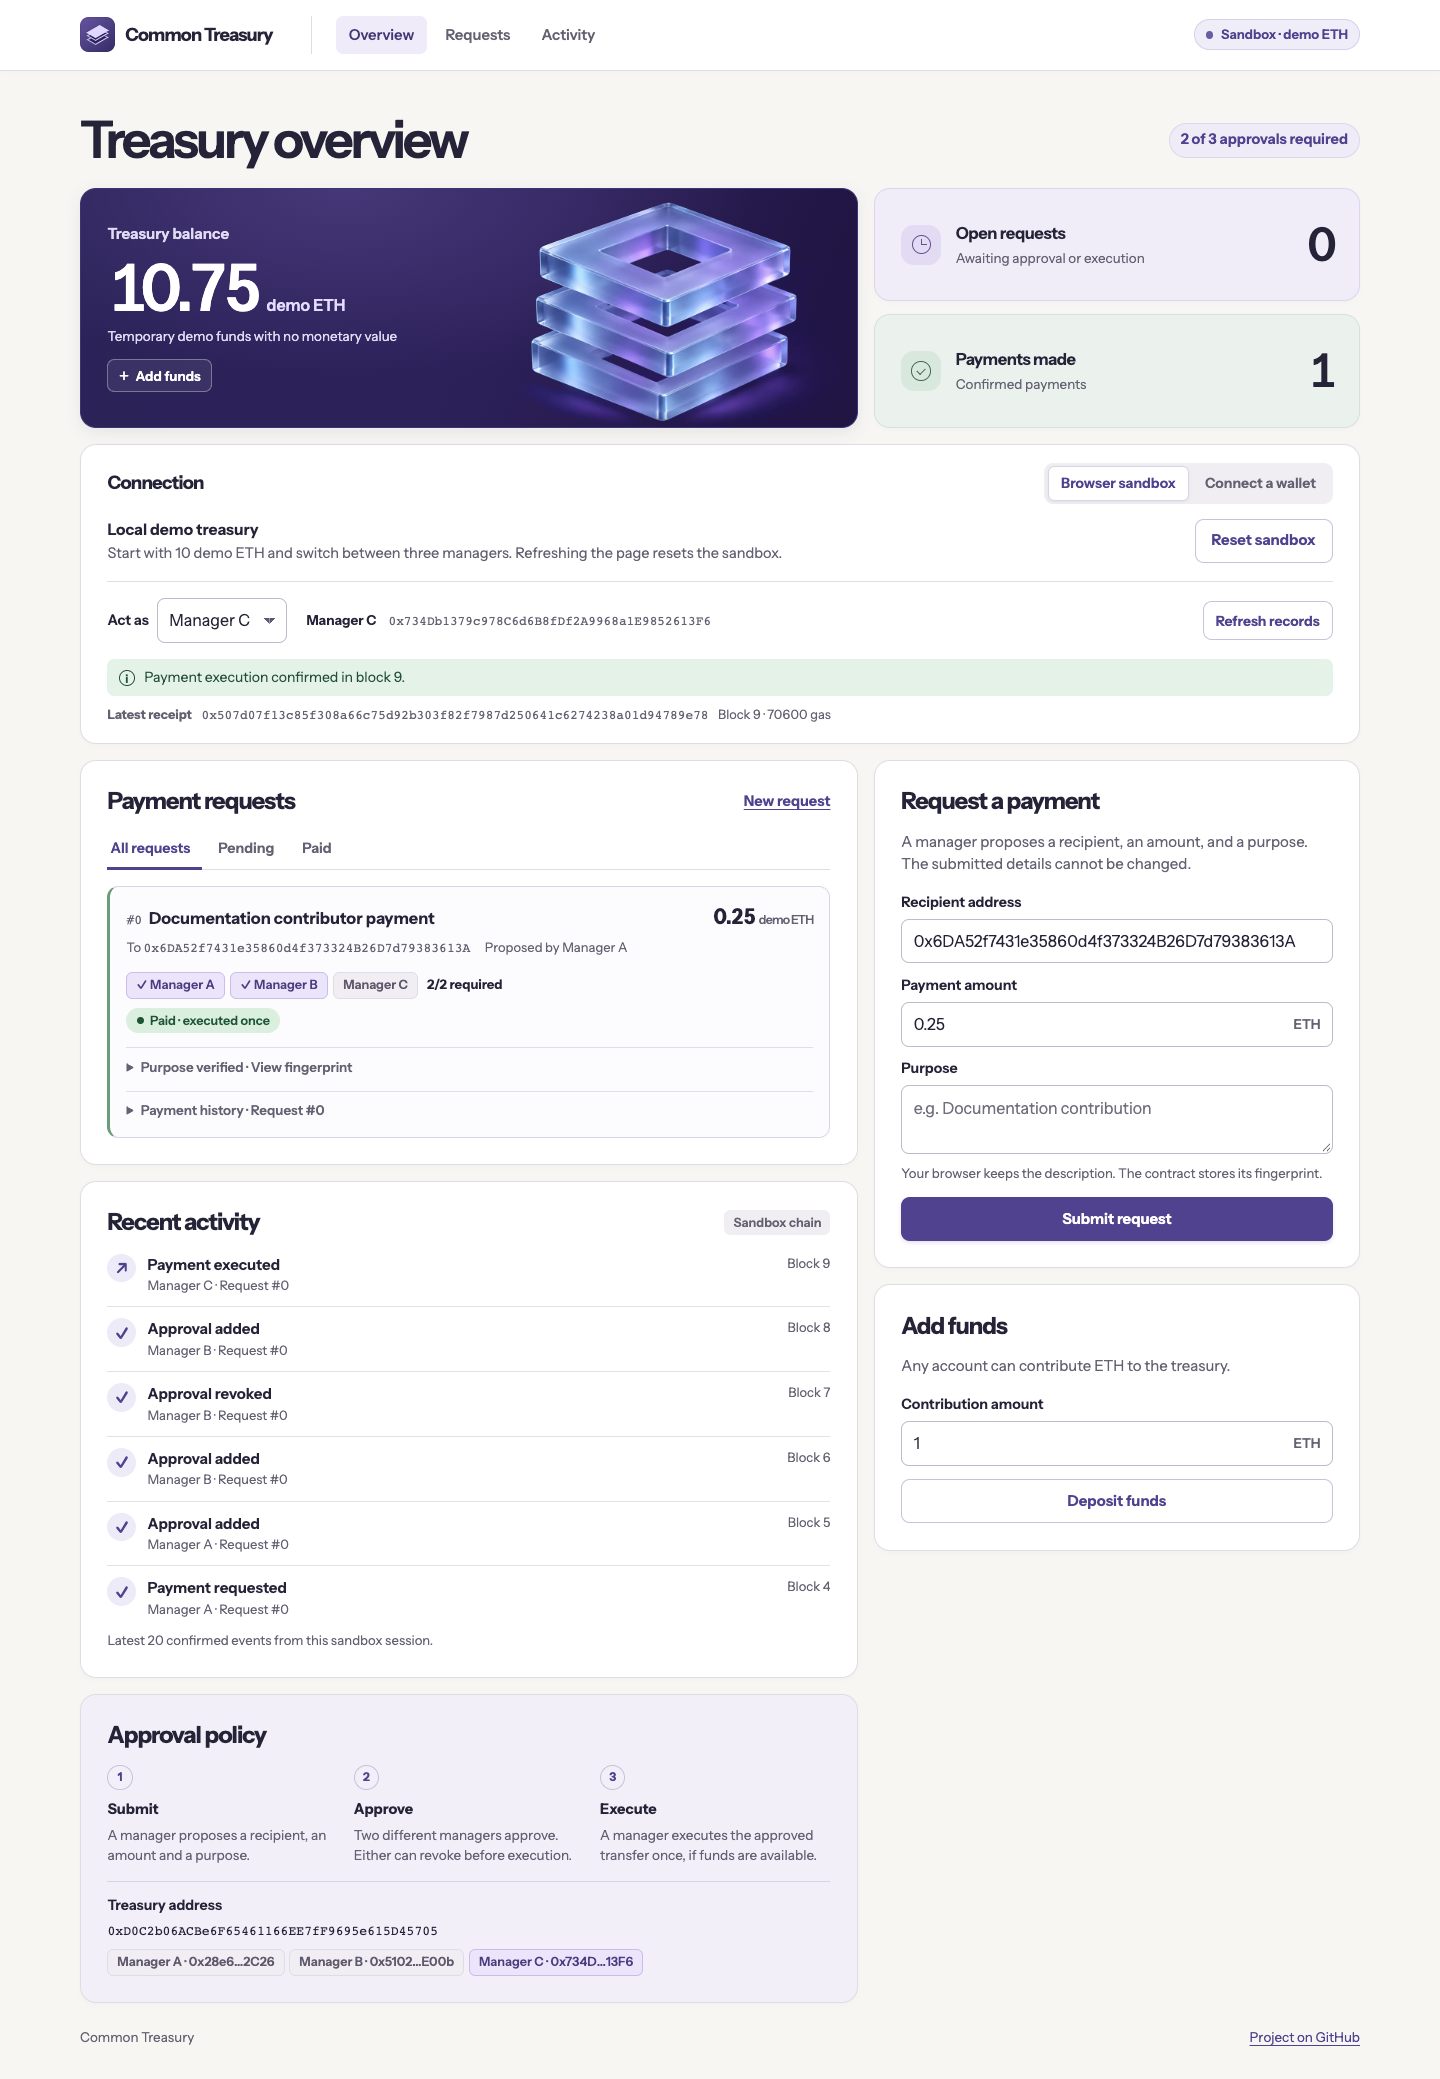 Common Treasury
Overview
Requests
Activity
Sandbox · demo ETH
Treasury overview
2 of 3 approvals required
Treasury balance
10.75 demo ETH
Temporary demo funds with no monetary value
+ Add funds
Open requests
Awaiting approval or execution
0
Payments made
Confirmed payments
1
Connection
Browser sandbox
Connect a wallet
Local demo treasury
Start with 10 demo ETH and switch between three managers. Refreshing the page resets the sandbox.
Reset sandbox
Act as
Manager C
Manager C 0x734Db1379c978C6d6B8fDf2A9968a1E9852613F6
Refresh records
Payment execution confirmed in block 9.
Latest receipt 0x507d07f13c85f308a66c75d92b303f82f7987d250641c6274238a01d94789e78 Block 9 · 70600 gas
Payment requests
New request
All requests
Pending
Paid
#0 Documentation contributor payment
0.25 demo ETH
To 0x6DA52f7431e35860d4f373324B26D7d79383613A Proposed by Manager A
✓ Manager A
✓ Manager B
Manager C
2/2 required
Paid · executed once
Purpose verified · View fingerprint
Payment history · Request #0
Request a payment
A manager proposes a recipient, an amount, and a purpose.
The submitted details cannot be changed.
Recipient address
0x6DA52f7431e35860d4f373324B26D7d79383613A
Payment amount
0.25
ETH
Purpose
e.g. Documentation contribution
Your browser keeps the description. The contract stores its fingerprint.
Submit request
Recent activity
Sandbox chain
Payment executed
Block 9
Manager C · Request #0
Approval added
Block 8
Manager B · Request #0
Approval revoked
Block 7
Manager B · Request #0
Approval added
Block 6
Manager B · Request #0
Approval added
Block 5
Manager A · Request #0
Payment requested
Block 4
Manager A · Request #0
Latest 20 confirmed events from this sandbox session.
Add funds
Any account can contribute ETH to the treasury.
Contribution amount
1
ETH
Deposit funds
Approval policy
1
Submit
A manager proposes a recipient, an
amount and a purpose.
2
Approve
Two different managers approve.
Either can revoke before execution.
3
Execute
A manager executes the approved
transfer once, if funds are available.
Treasury address
0xD0C2b06ACBe6F65461166EE7fF9695e615D45705
Manager A · 0x28e6...2C26
Manager B · 0x5102...E00b
Manager C · 0x734D...13F6
Common Treasury
Project on GitHub